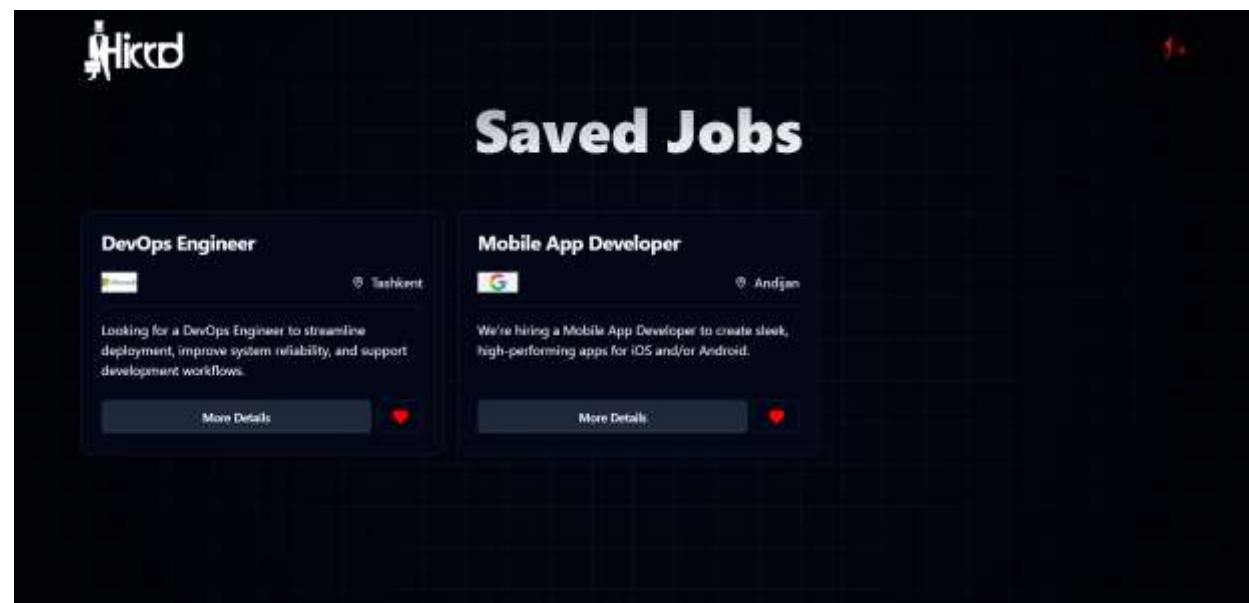 Saved Jobs
DevOps Engineer
Tashkent
Looking for a DevOps Engineer to streamline
deployment, improve system reliability, and support
development workflows.
More Details
Mobile App Developer
G
Andijan
We're hiring a Mobile App Developer to create sleek,
high-performing apps for iOS and/or Android.
More Details